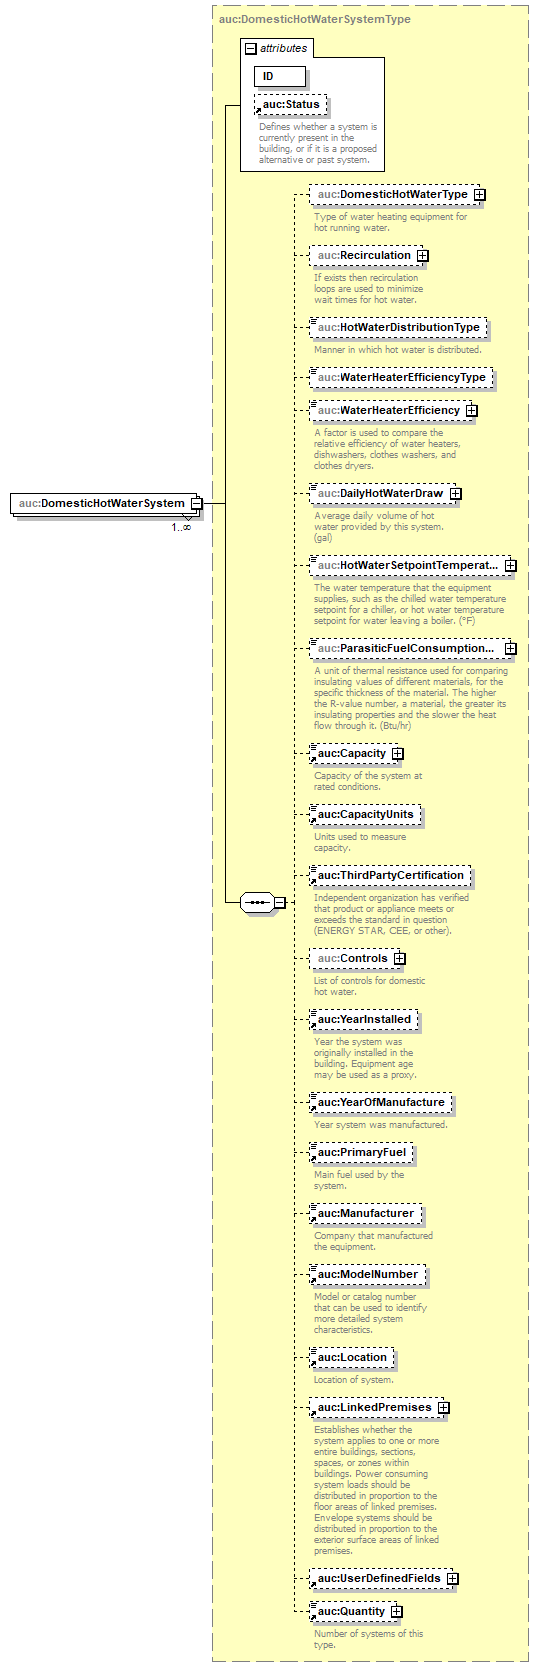 auc:DomesticHotWaterSystemType
attributes
ID
auc:Status
Defines whether a system is
currently present in the
building, or if it is a proposed
alternative or past system.
auc:DomesticHotWaterType
Type of water heating equipment for
hot running water.
auc:Recirculation
If exists then recirculation
loops are used to minimize
wait times for hot water.
auc:HotWaterDistributionType
Manner in which hot water is distributed.
auc:WaterHeaterEfficiencyType
auc:WaterHeaterEfficiency
A factor is used to compare the
relative efficiency of water heaters,
dishwashers, clothes washers, and
clothes dryers.
auc:DomesticHotWaterSystem
1..∞
auc:DailyHotWaterDraw
Average daily volume of hot
water provided by this system.
(gal)
auc:HotWaterSetpointTemperat...
The water temperature that the equipment
supplies, such as the chilled water temperature
setpoint for a chiller, or hot water temperature
setpoint for water leaving a boiler. (°F)
auc:ParasiticFuelConsumption...
A unit of thermal resistance used for comparing
insulating values of different materials, for the
specific thickness of the material. The higher
the R-value number, a material, the greater its
insulating properties and the slower the heat
flow through it. (Btu/hr)
auc:Capacity
Capacity of the system at
rated conditions.
auc:CapacityUnits
Units used to measure
capacity.
auc:ThirdPartyCertification
Independent organization has verified
that product or appliance meets or
exceeds the standard in question
(ENERGY STAR, CEE, or other).
auc:Controls
List of controls for domestic
hot water.
auc:YearInstalled
Year the system was
originally installed in the
building. Equipment age
may be used as a proxy.
auc:YearOfManufacture
Year system was manufactured.
auc:PrimaryFuel
Main fuel used by the
system.
auc:Manufacturer
Company that manufactured
the equipment.
auc:ModelNumber
Model or catalog number
that can be used to identify
more detailed system
characteristics.
auc:Location
Location of system.
auc:LinkedPremises
Establishes whether the
system applies to one or more
entire buildings, sections,
spaces, or zones within
buildings. Power consuming
system loads should be
distributed in proportion to the
floor areas of linked premises.
Envelope systems should be
distributed in proportion to the
exterior surface areas of linked
premises.
auc:UserDefinedFields
auc:Quantity
Number of systems of this
type.